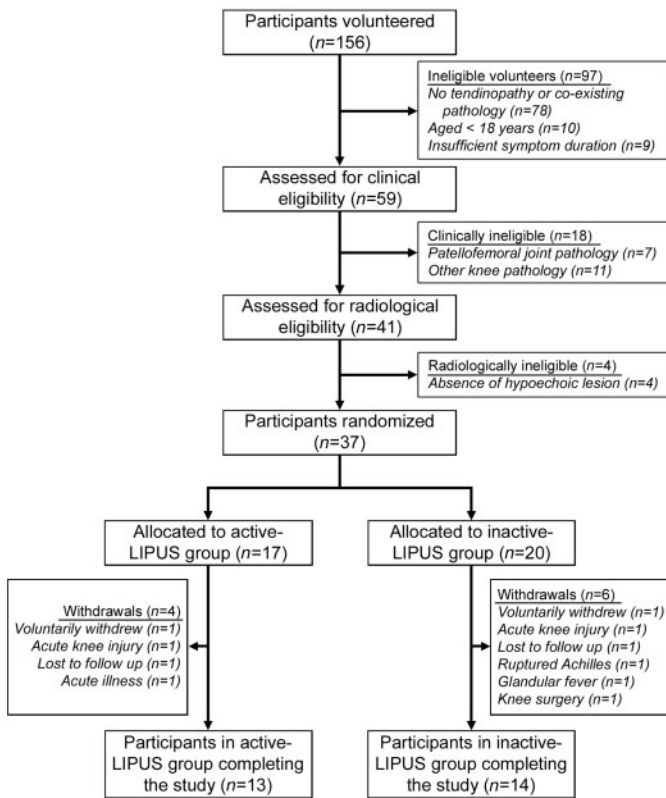 Participants volunteered
(n=156)
Ineligible volunteers (n=97)
No tendinopathy or co-existing
pathology (n=78)
Aged < 18 years (n=10)
Insufficient symptom duration (n=9)
Assessed for clinical
eligibility (n=59)
Clinically ineligible (n=18)
Patellofemoral joint pathology (n=7)
Other knee pathology (n=11)
Assessed for radiological
eligibility (n=41)
Radiologically ineligible (n=4)
Absence of hypoechoic lesion (n=4)
Participants randomized
(n=37)
Allocated to active-
LIPUS group (n=17)
Allocated to inactive-
LIPUS group (n=20)
Withdrawals (n=4)
Voluntarily withdrew (n=1)
Acute knee injury (n=1)
Lost to follow up (n=1)
Acute illness (n=1)
Withdrawals (n=6)
Voluntarily withdrew (n=1)
Acute knee injury (n=1)
Lost to follow up (n=1)
Ruptured Achilles (n=1)
Glandular fever (n=1)
Knee surgery (n=1)
Participants in active-
LIPUS group completing
the study (n=13)
Participants in inactive-
LIPUS group completing
the study (n=14)